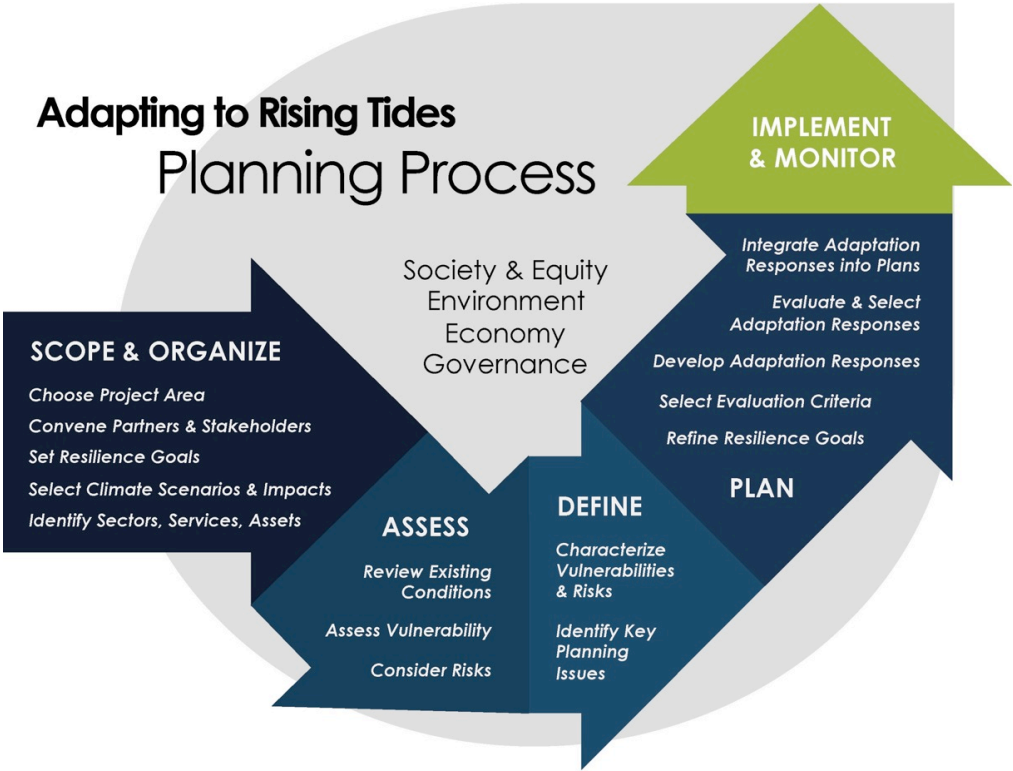 Adapting to Rising Tides
Planning Process
Society & Equity
Environment
Economy
Governance
SCOPE & ORGANIZE
Choose Project Area
Convene Partners & Stakeholders
Set Resilience Goals
Select Climate Scenarios & Impacts
Identify Sectors, Services, Assets
ASSESS
Review Existing
Conditions
Assess Vulnerability
Consider Risks
DEFINE
Characterize
Vulnerabilities
& Risks
Identify Key
Planning
Issues
IMPLEMENT
& MONITOR
Integrate Adaptation
Responses into Plans
Evaluate & Select
Adaptation Responses
Develop Adaptation Responses
Select Evaluation Criteria
Refine Resilience Goals
PLAN